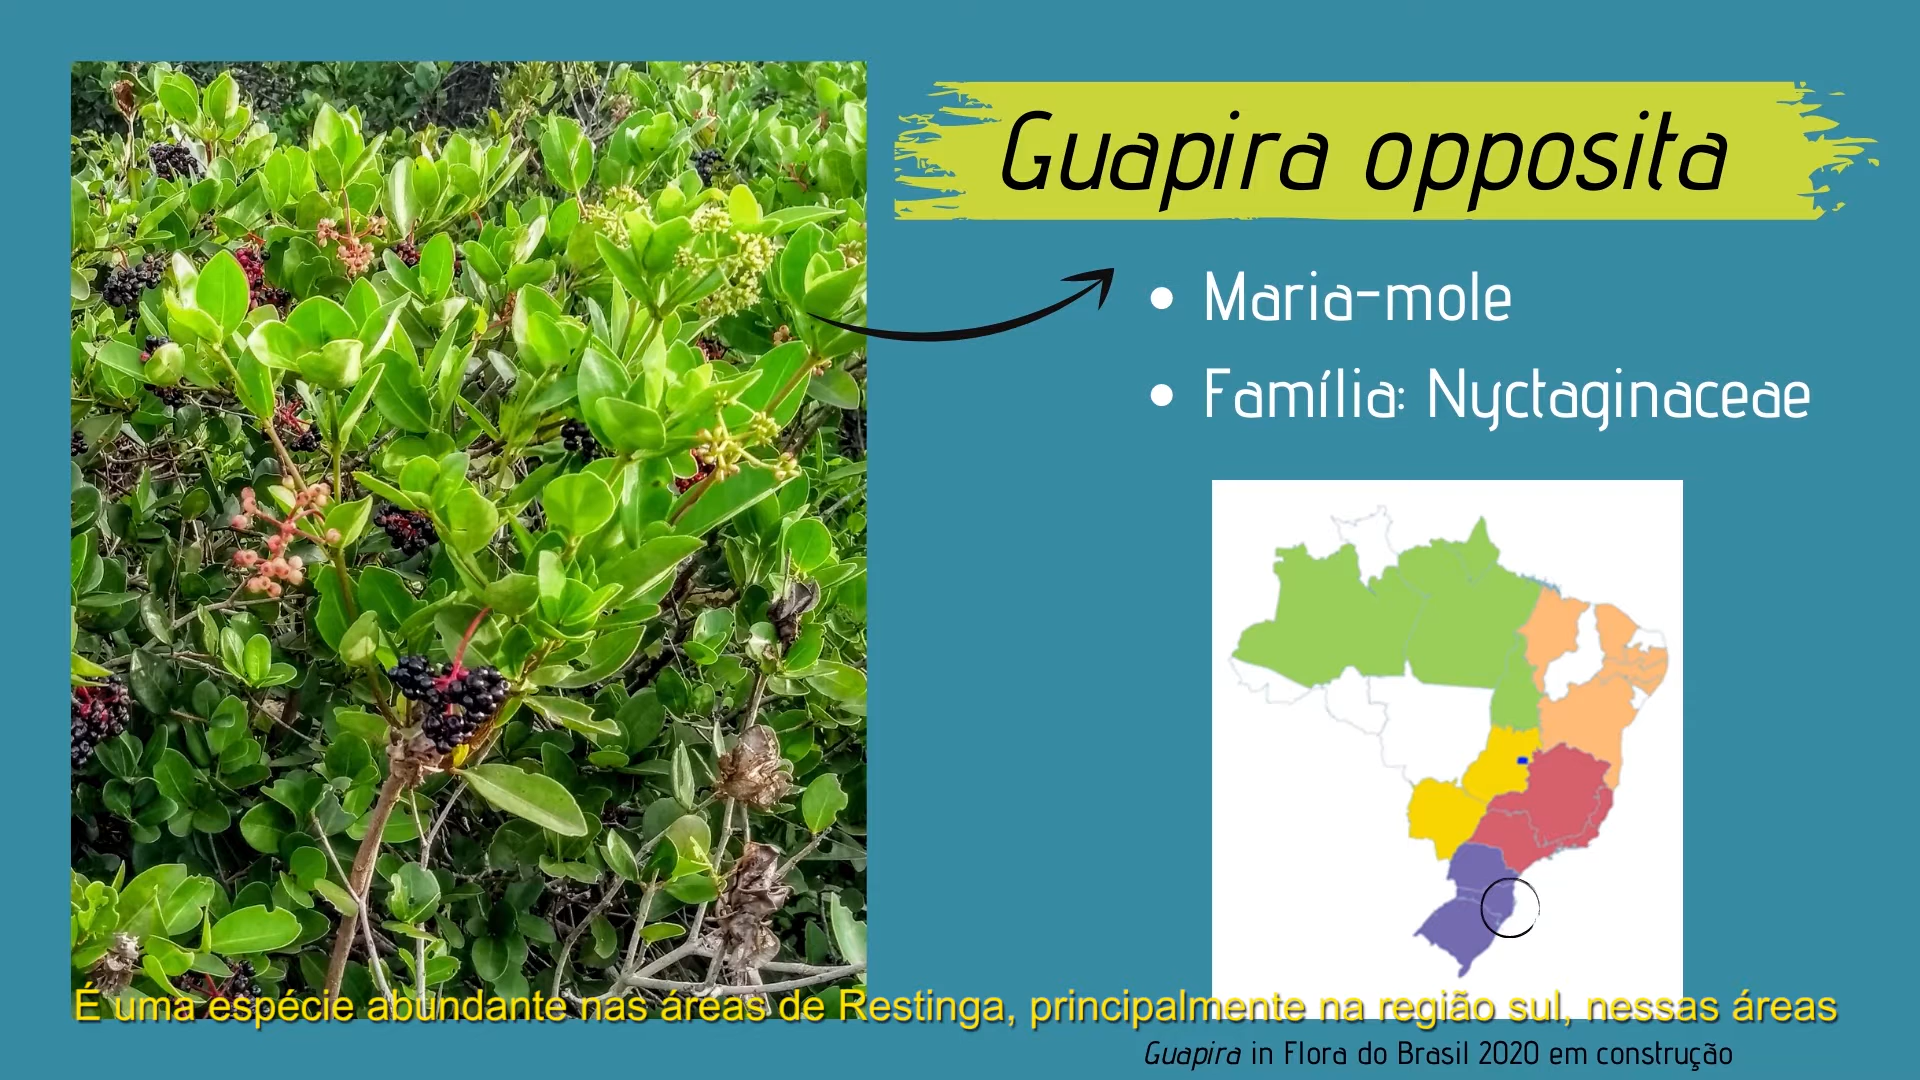 Guapira opposita
Maria-mole
Família: Nyctaginaceae
É uma espécie abundante nas áreas de Restinga, principalmente na região sul, nessas áreas
Guapira in Flora do Brasil 2020 em construção